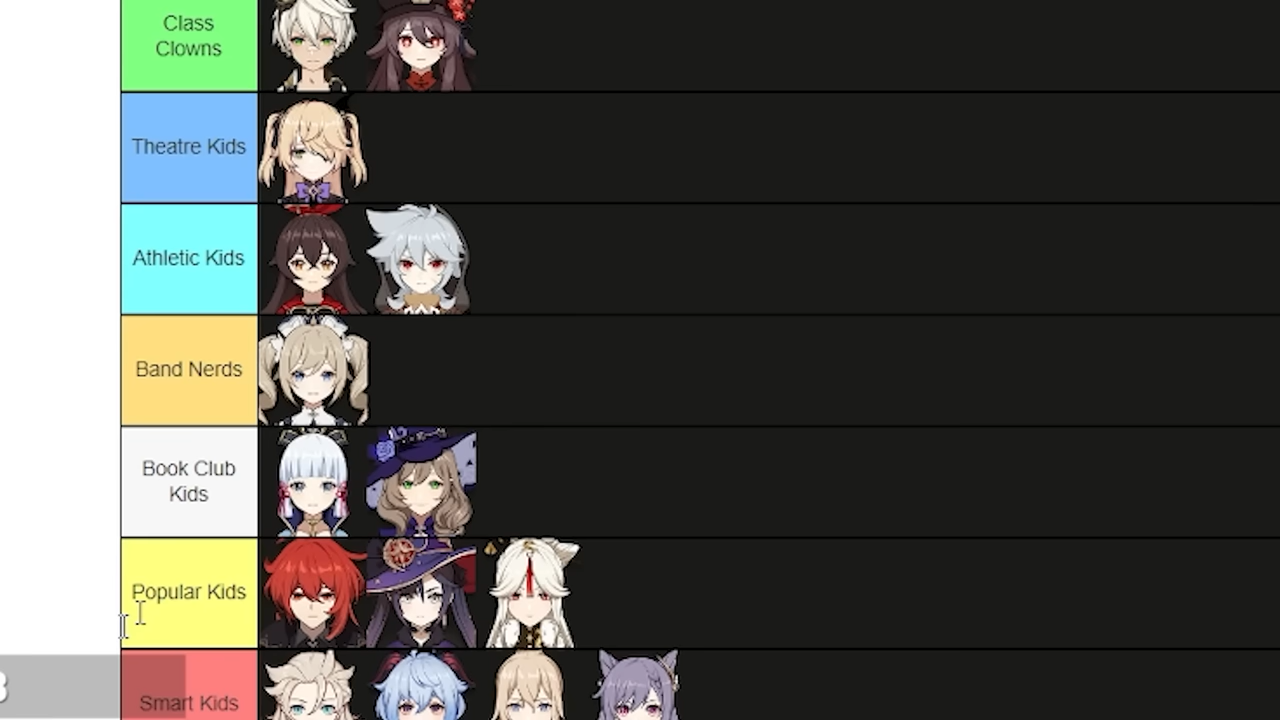 Class
Clowns
Theatre Kids
Athletic Kids
Band Nerds
Book Club
Kids
Popular Kids
Smart Kids